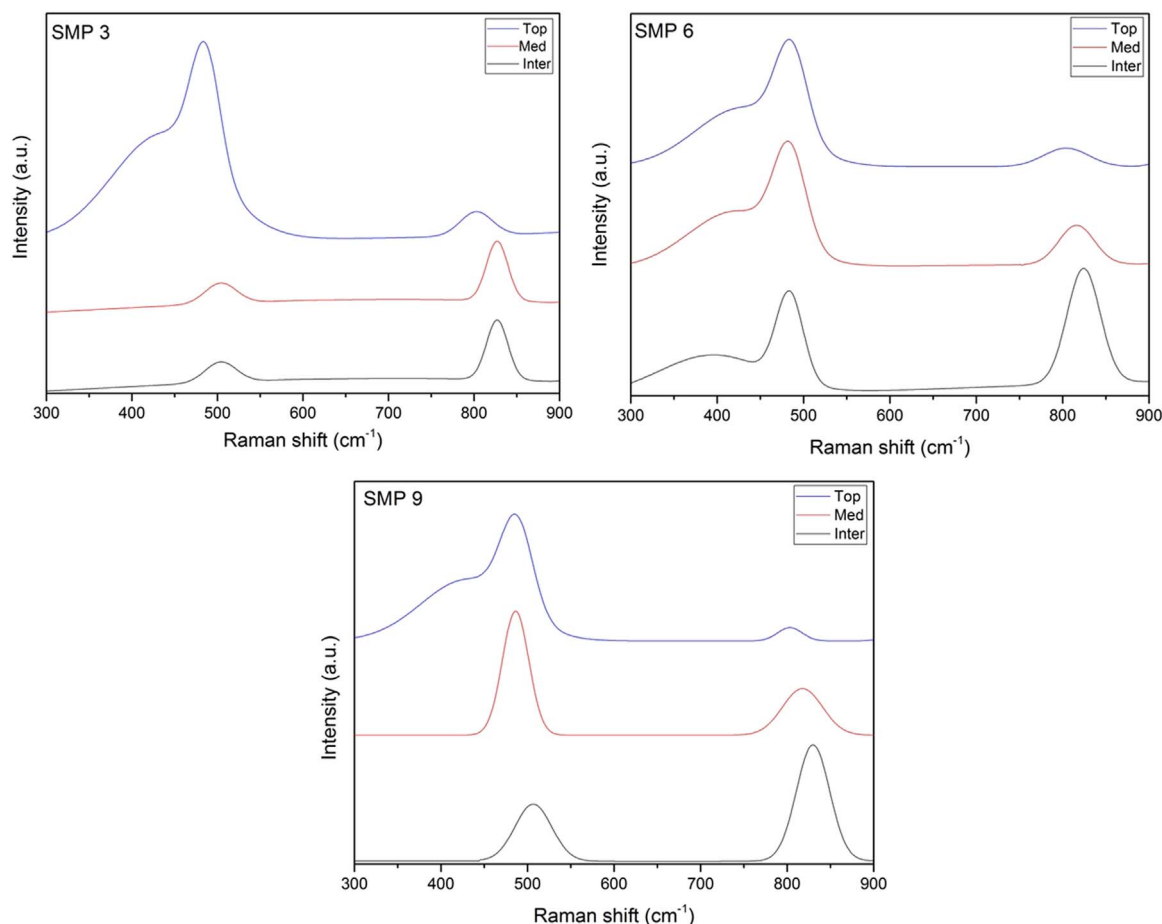 SMP 3
Top
Med
Inter
Intensity (a.u.)
300 400 500 600 700 800 900
Raman shift (cm⁻¹)
SMP 6
Top
Med
Inter
Intensity (a.u.)
300 400 500 600 700 800 900
Raman shift (cm⁻¹)
SMP 9
Top
Med
Inter
Intensity (a.u.)
300 400 500 600 700 800 900
Raman shift (cm⁻¹)